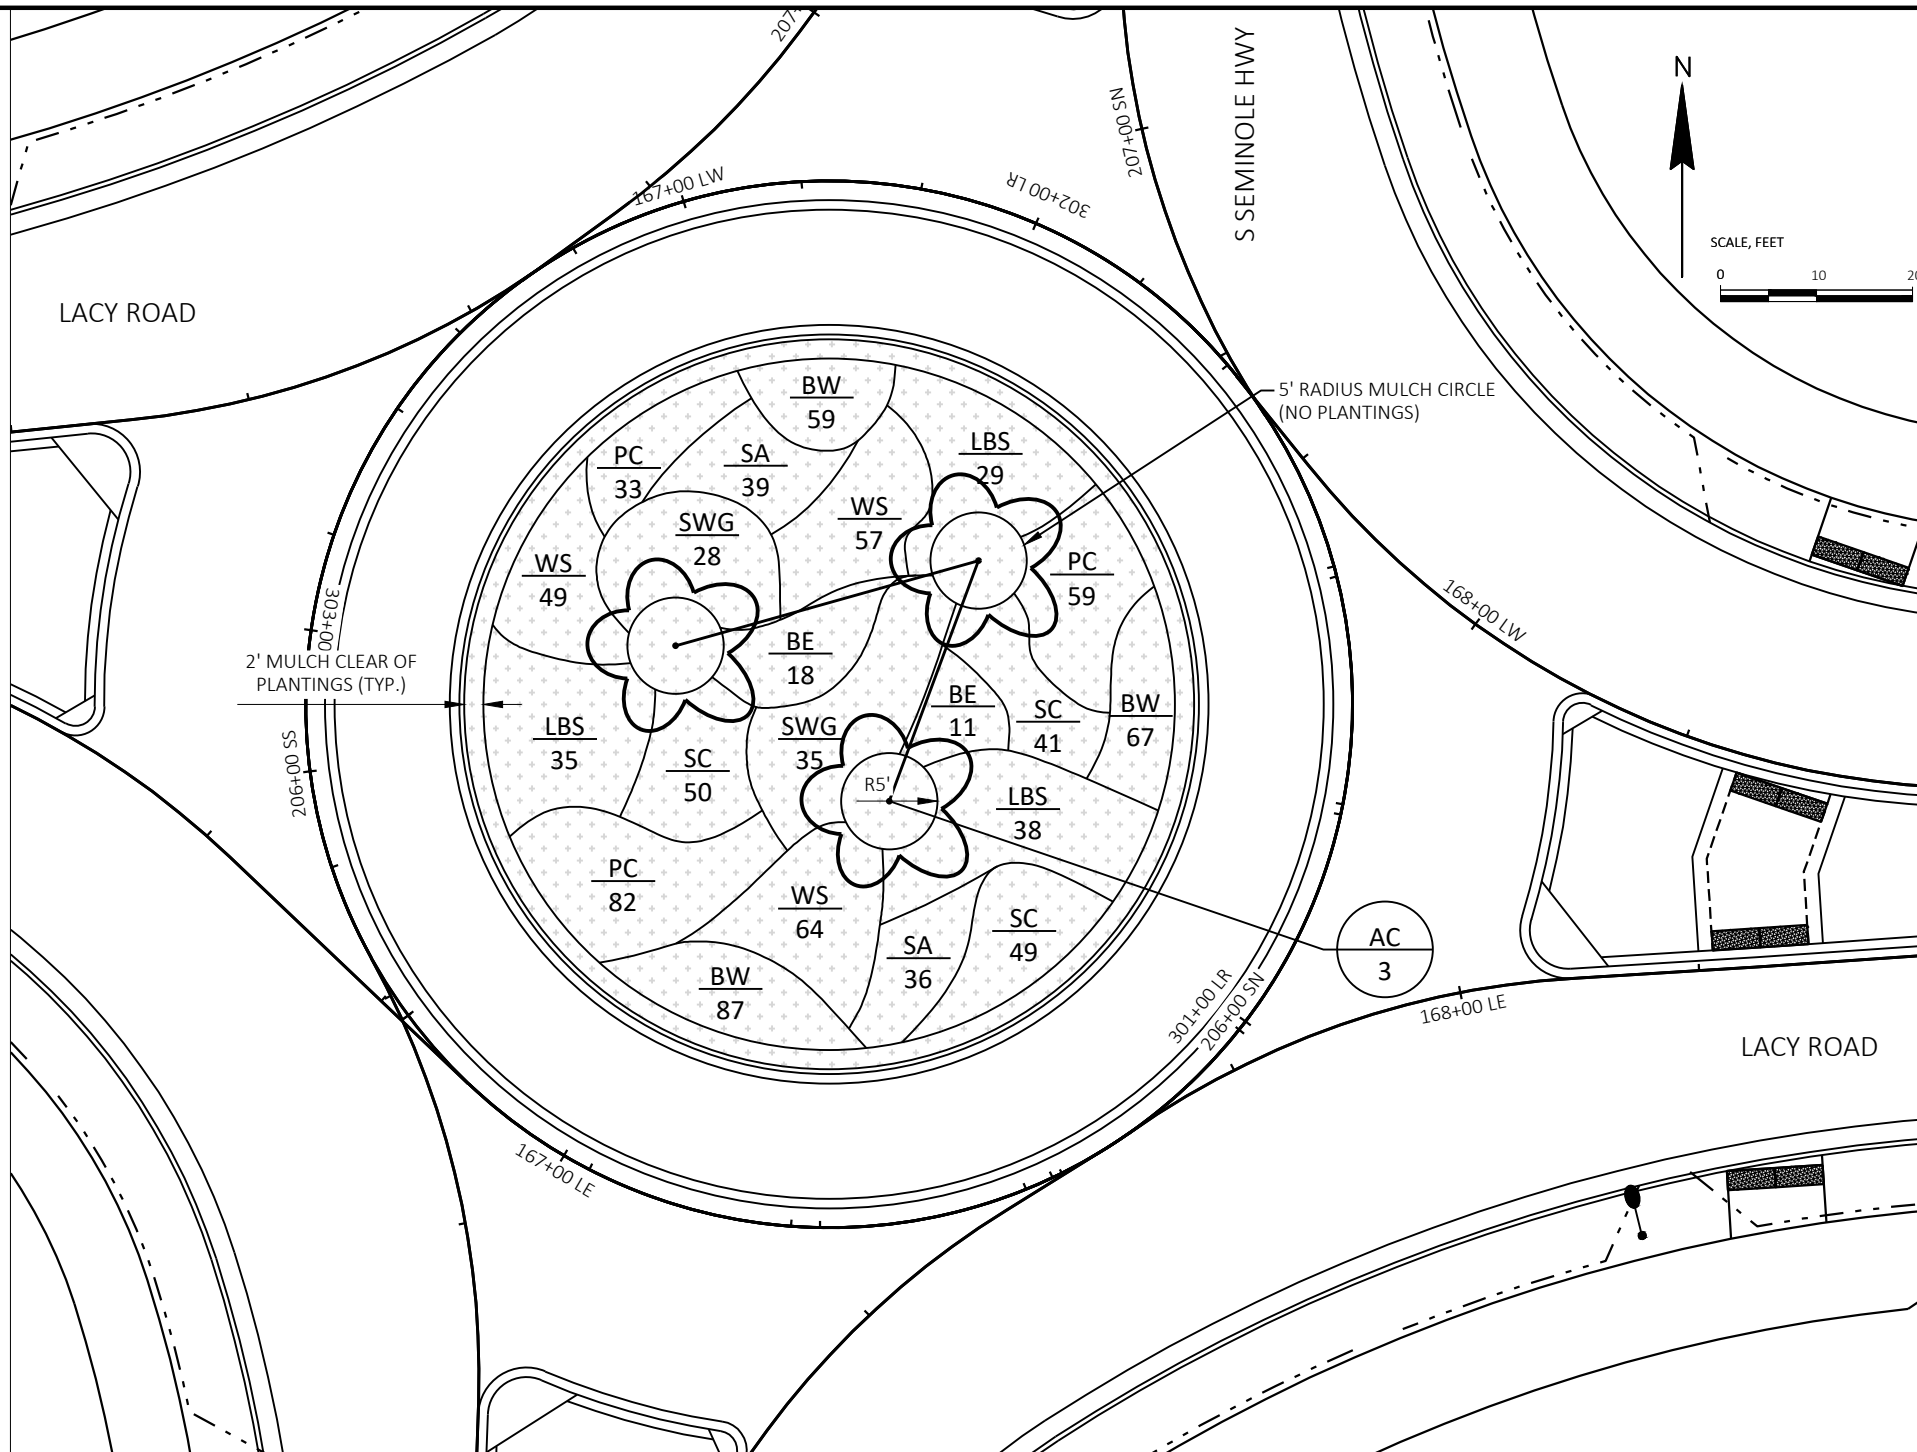 207+
207+00 SN
S SEMINOLE HWY
N
SCALE, FEET
0 10 20
167+00 LW
302+00 LR
LACY ROAD
5' RADIUS MULCH CIRCLE
(NO PLANTINGS)
BW
59
LBS
29
PC
33
SA
39
WS
57
SWG
28
WS
49
PC
59
303+00
168+00 LW
2' MULCH CLEAR OF
PLANTINGS (TYP.)
BE
18
BE
11
SC
41
BW
67
LBS
35
SWG
35
SC
50
206+00 SS
R5'
LBS
38
PC
82
WS
64
SC
49
SA
36
AC
3
BW
87
301+00 LR
206+00 SN
168+00 LE
LACY ROAD
167+00 LE